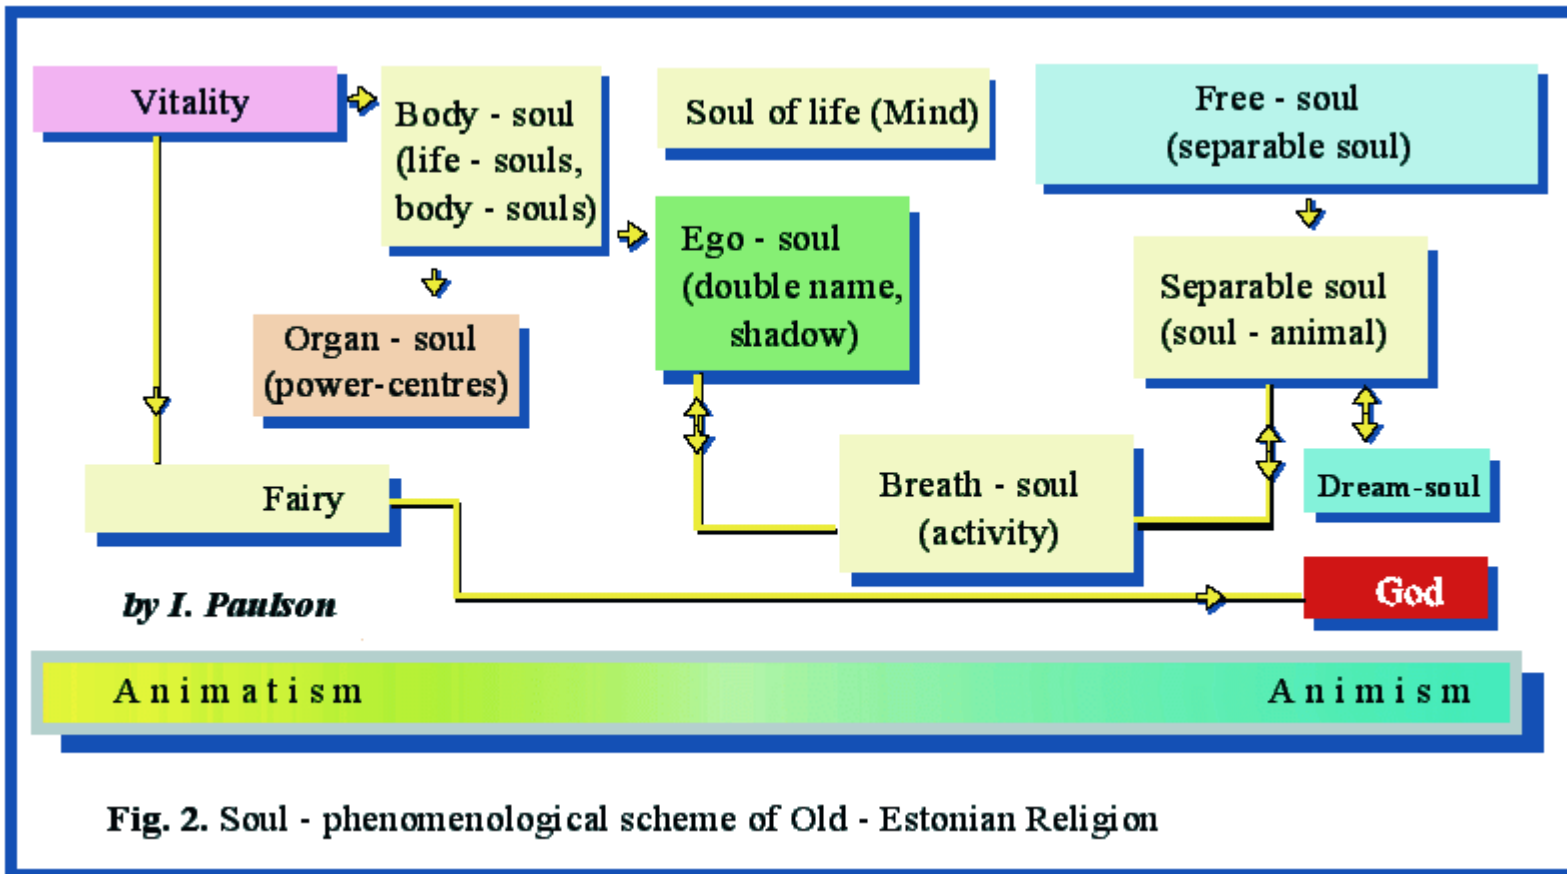 Vitality
Body - soul
(life - souls,
body - souls)
Soul of life (Mind)
Free - soul
(separable soul)
Ego - soul
(double name,
shadow)
Separable soul
(soul - animal)
Organ - soul
(power-centres)
Fairy
Breath - soul
(activity)
Dream-soul
God
by I. Paulson
Animatism Animism
Fig. 2. Soul - phenomenological scheme of Old - Estonian Religion